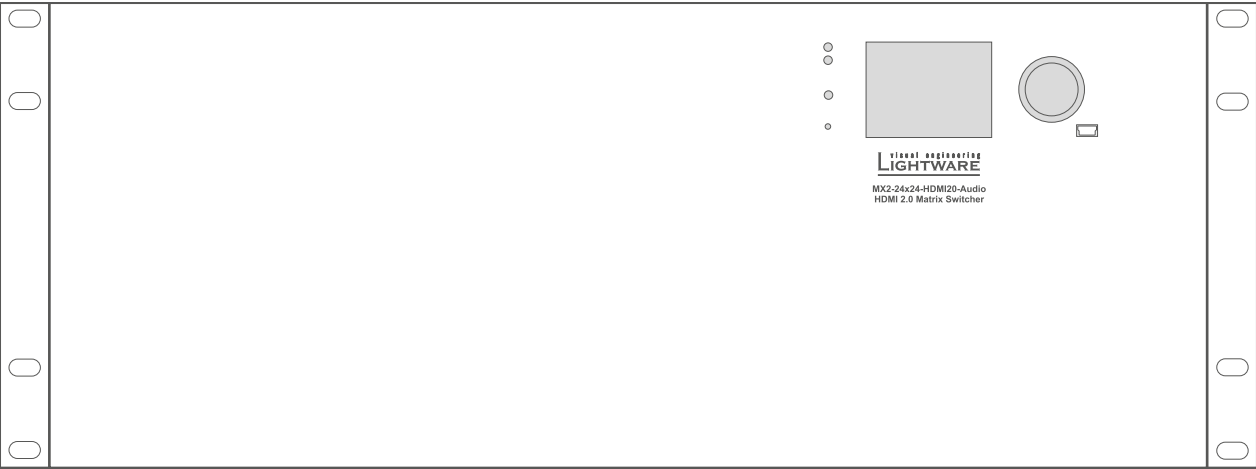 visual engineering
LIGHTWARE
MX2-24x24-HDMI20-Audio
HDMI 2.0 Matrix Switcher